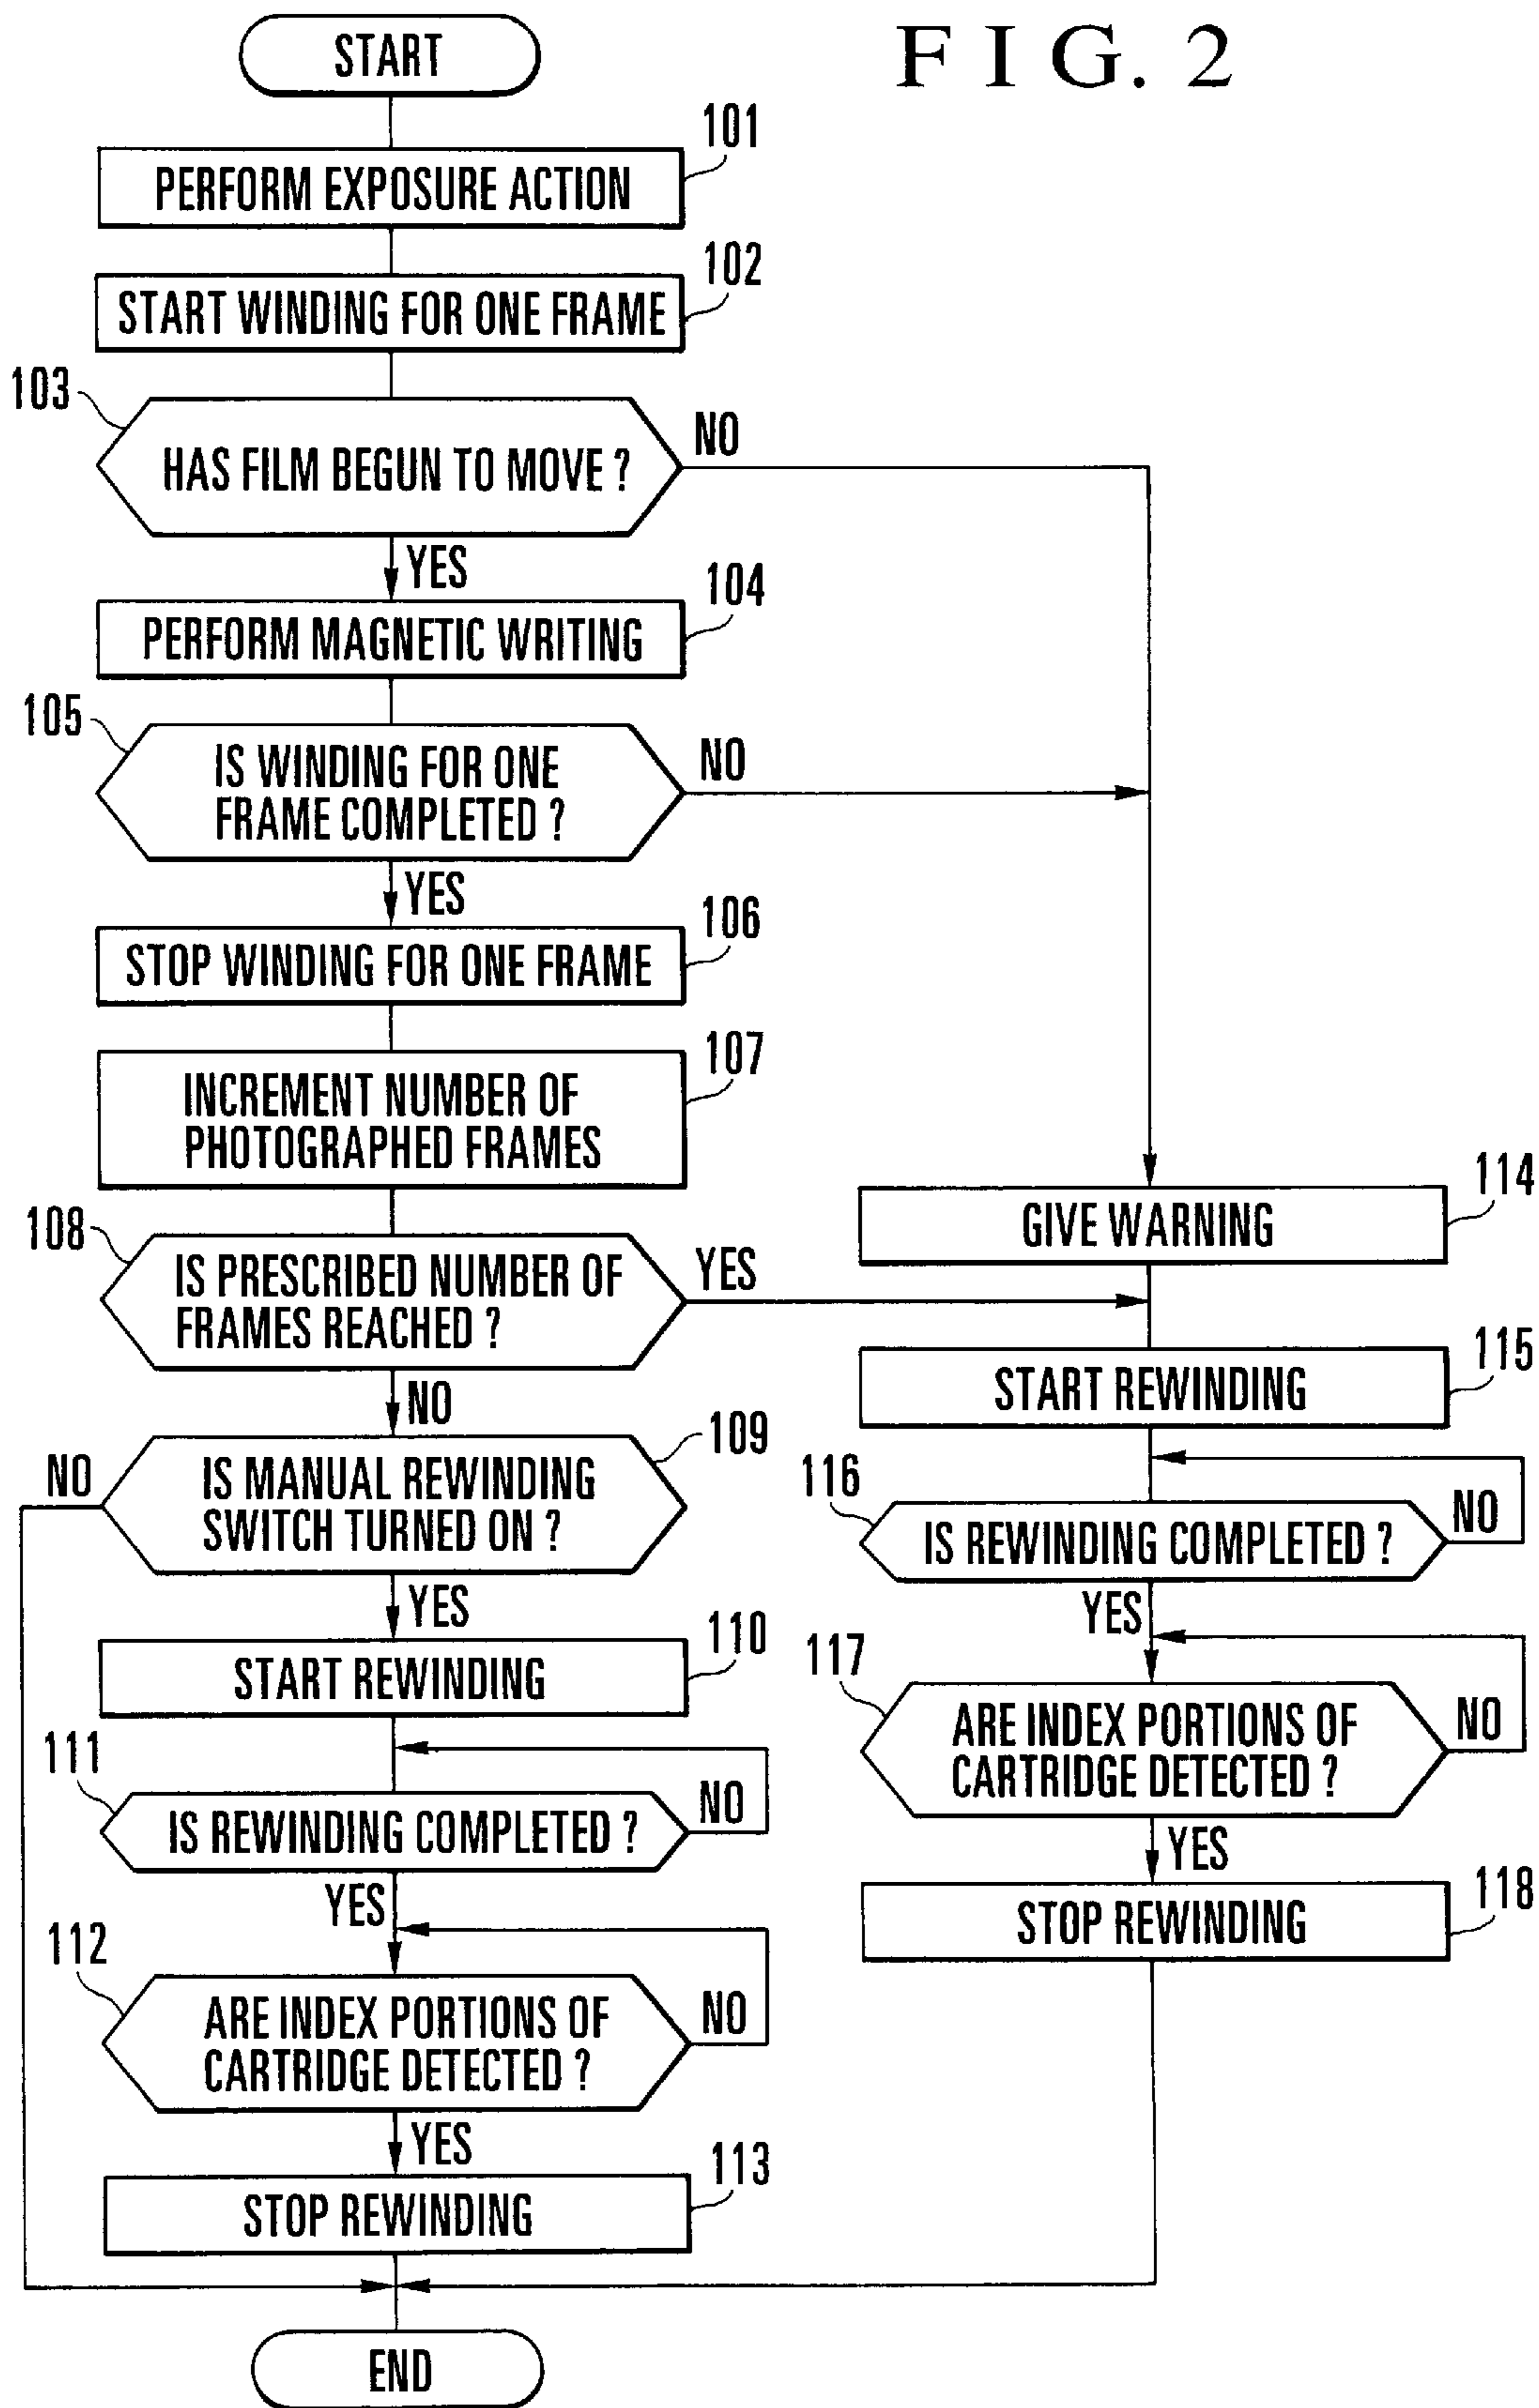 FIG. 2
START
101
PERFORM EXPOSURE ACTION
102
START WINDING FOR ONE FRAME
103
HAS FILM BEGUN TO MOVE ?
NO
YES
104
PERFORM MAGNETIC WRITING
105
IS WINDING FOR ONE
FRAME COMPLETED ?
NO
YES
106
STOP WINDING FOR ONE FRAME
107
INCREMENT NUMBER OF
PHOTOGRAPHED FRAMES
108
IS PRESCRIBED NUMBER OF
FRAMES REACHED ?
YES
NO
109
IS MANUAL REWINDING
SWITCH TURNED ON ?
NO
YES
110
START REWINDING
111
IS REWINDING COMPLETED ?
NO
YES
112
ARE INDEX PORTIONS OF
CARTRIDGE DETECTED ?
NO
YES
113
STOP REWINDING
114
GIVE WARNING
115
START REWINDING
116
IS REWINDING COMPLETED ?
NO
YES
117
ARE INDEX PORTIONS OF
CARTRIDGE DETECTED ?
NO
YES
118
STOP REWINDING
END